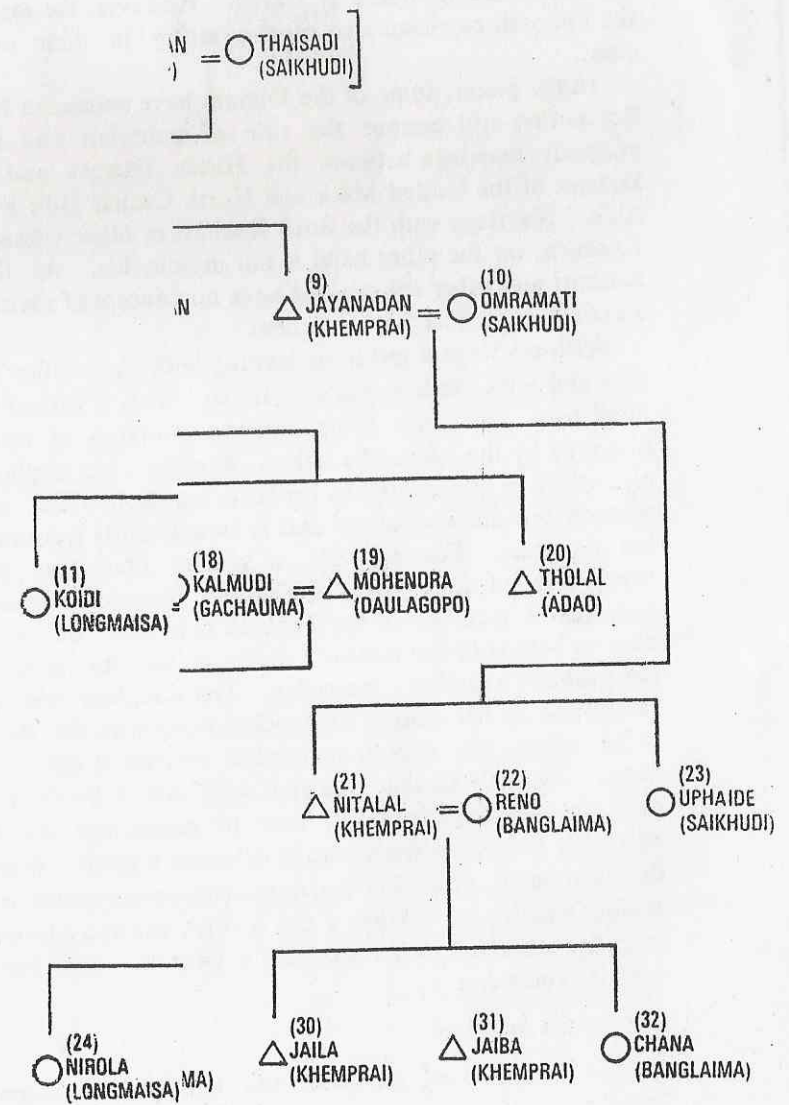 = THAISADI
(SAIKHUDI)
(9)
JAYANADAN
(KHEMPRAI)
=
(10)
OMRAMATI
(SAIKHUDI)
(11)
KOIDI
(LONGMAISA)
(18)
KALMUDI
(GACHAUMA)
=
(19)
MOHENDRA
(DAULAGOPO)
(20)
THOLAL
(ADAO)
(21)
NITALAL
(KHEMPRAI)
=
(22)
RENO
(BANGLAIMA)
(23)
UPHAIDE
(SAIKHUDI)
(24)
NIROLA
(LONGMAISA)
MA)
(30)
JAILA
(KHEMPRAI)
(31)
JAIBA
(KHEMPRAI)
(32)
CHANA
(BANGLAIMA)